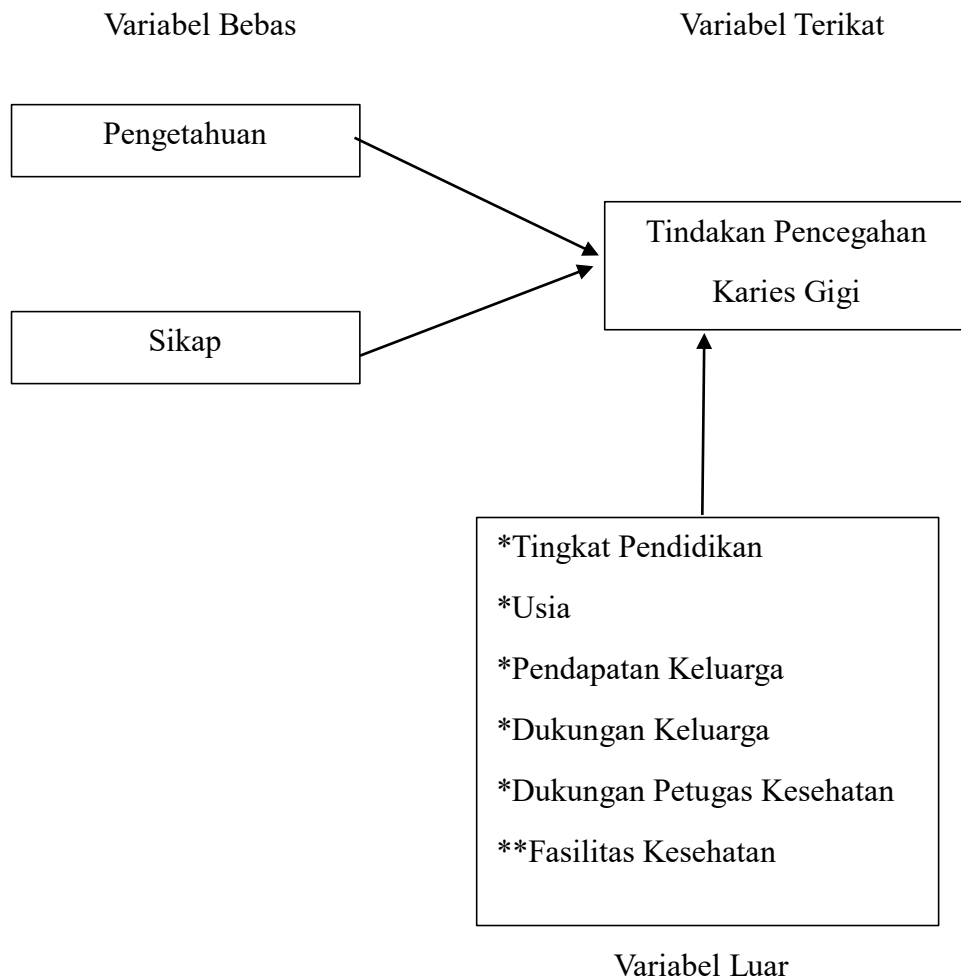 Variabel Bebas
Variabel Terikat
Pengetahuan
Tindakan Pencegahan
Karies Gigi
Sikap
*Tingkat Pendidikan
*Usia
*Pendapatan Keluarga
*Dukungan Keluarga
*Dukungan Petugas Kesehatan
**Fasilitas Kesehatan
Variabel Luar